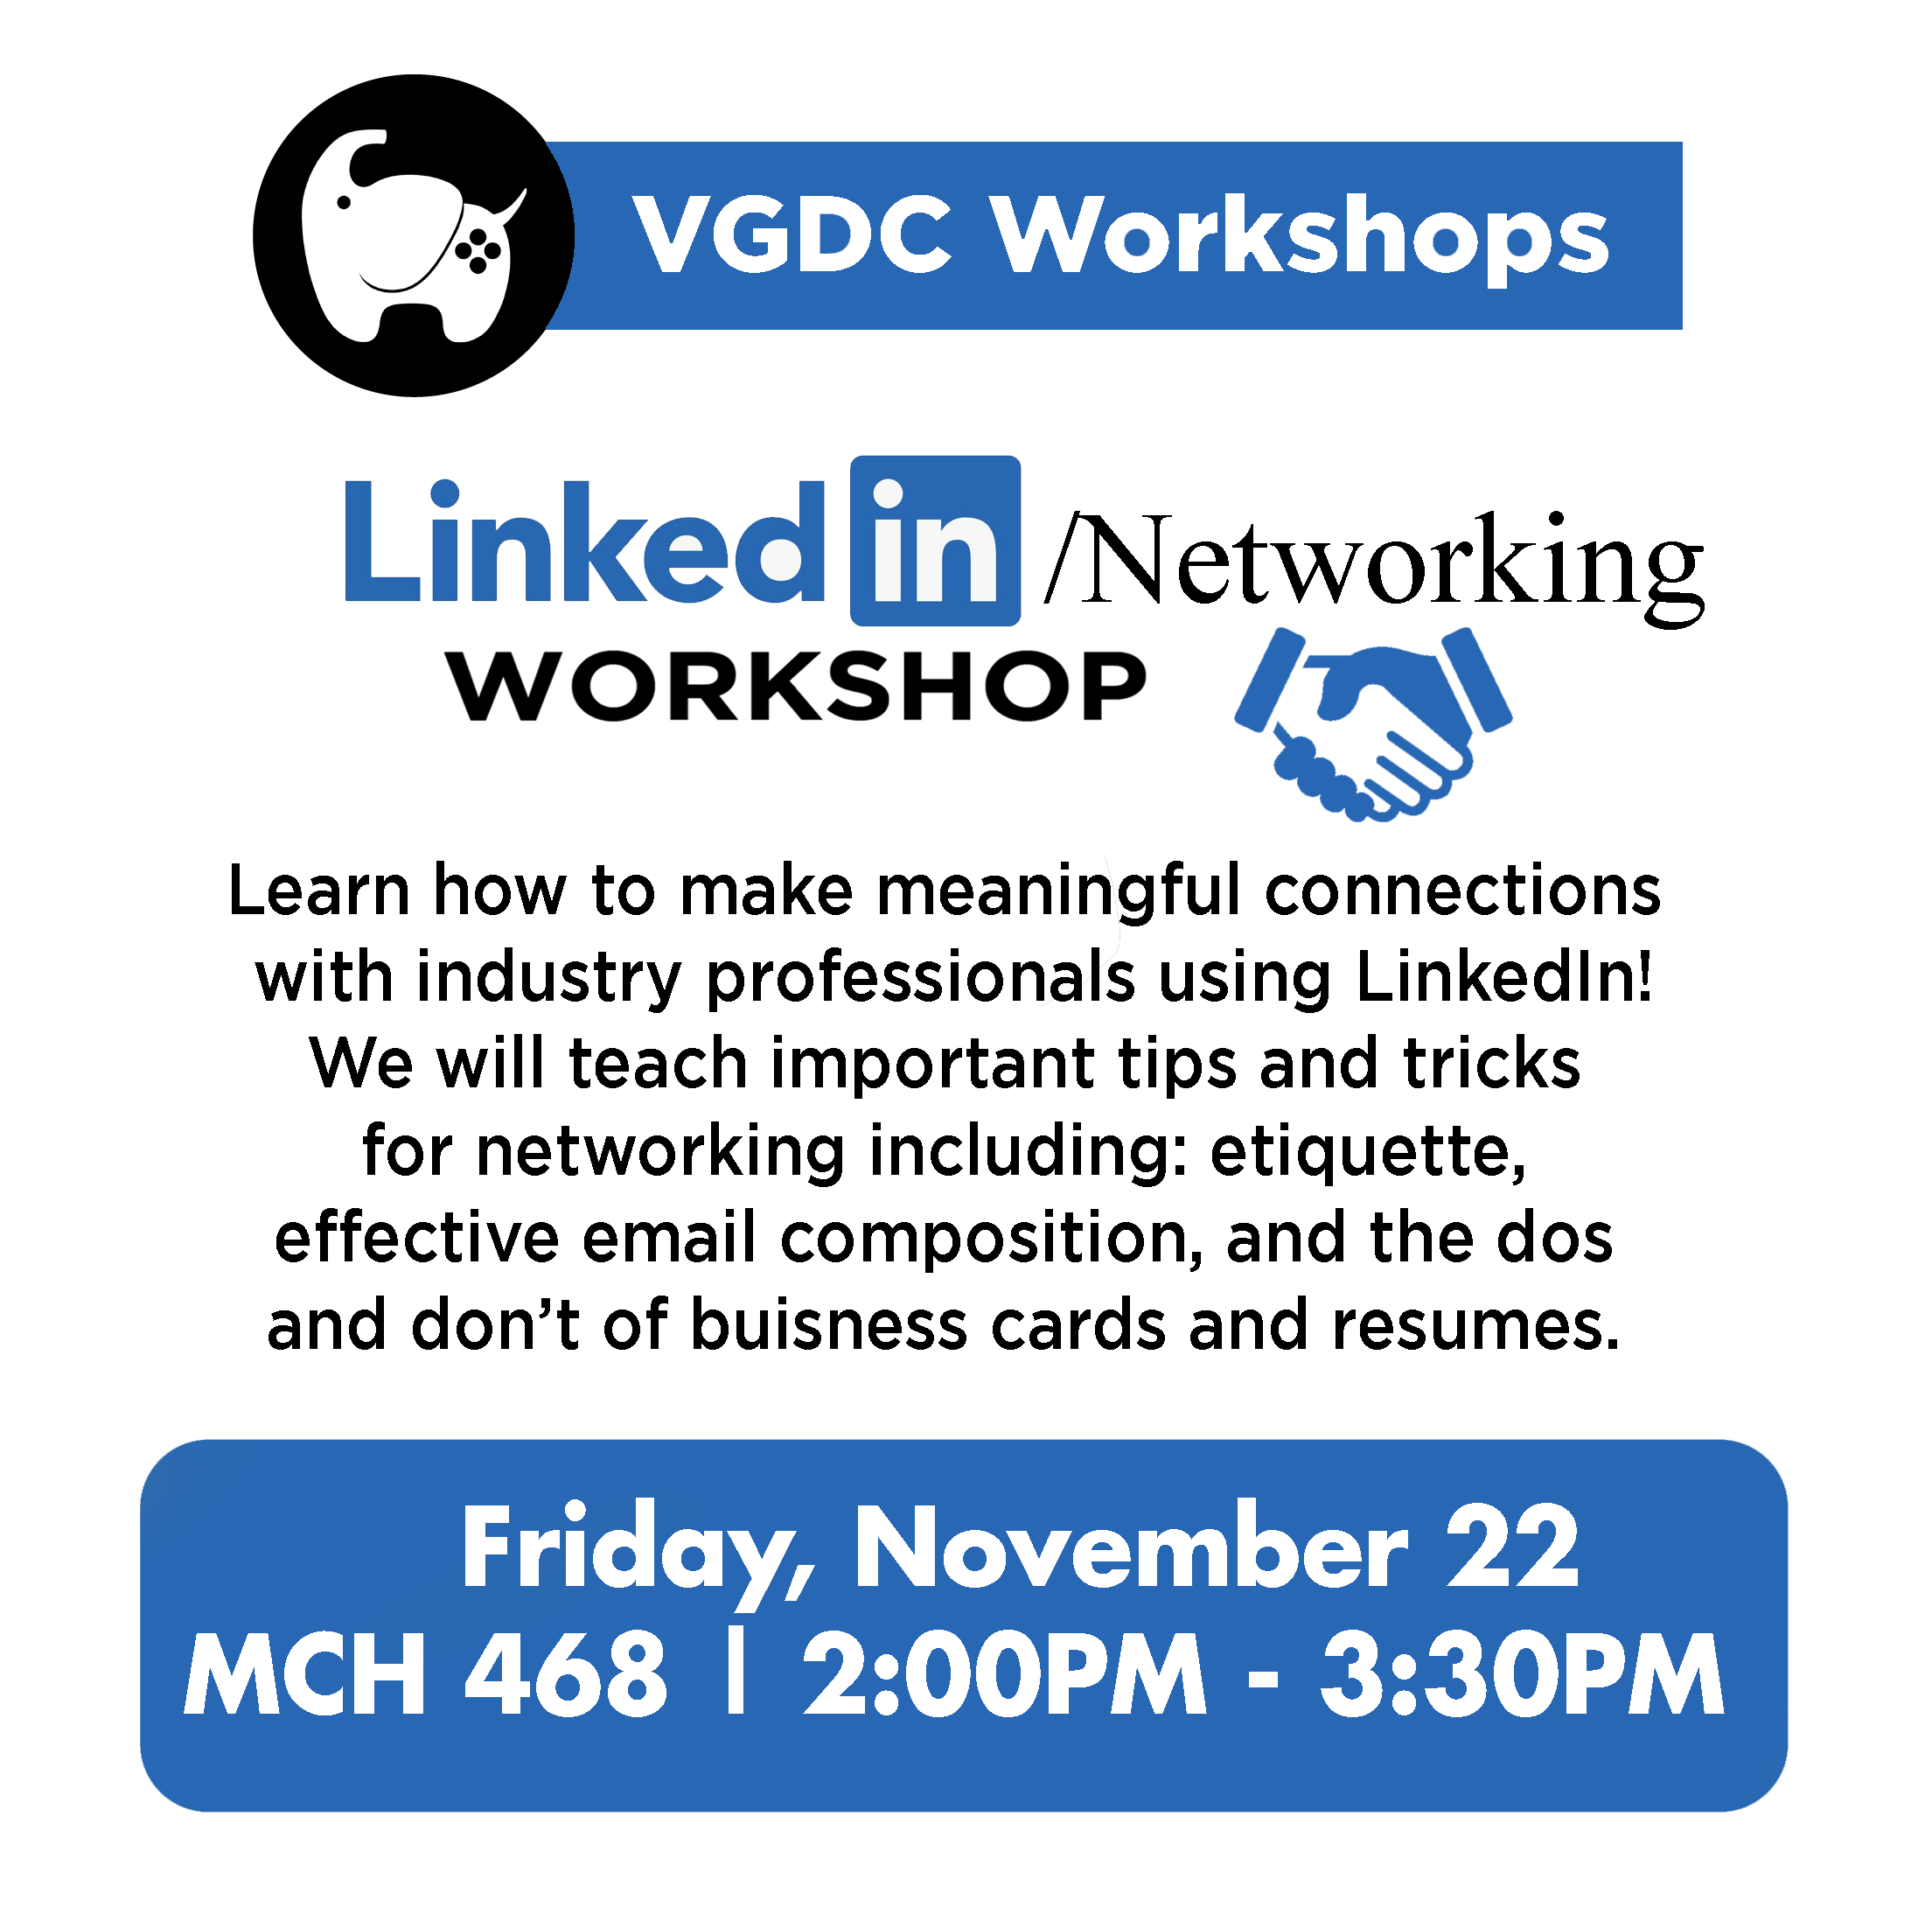 VGDC Workshops
Linkedin/Networking
WORKSHOP
Learn how to make meaningful connections
with industry professionals using LinkedIn!
We will teach important tips and tricks
for networking including: etiquette,
effective email composition, and the dos
and don’t of buisness cards and resumes.
Friday, November 22
MCH 468 | 2:00PM - 3:30PM